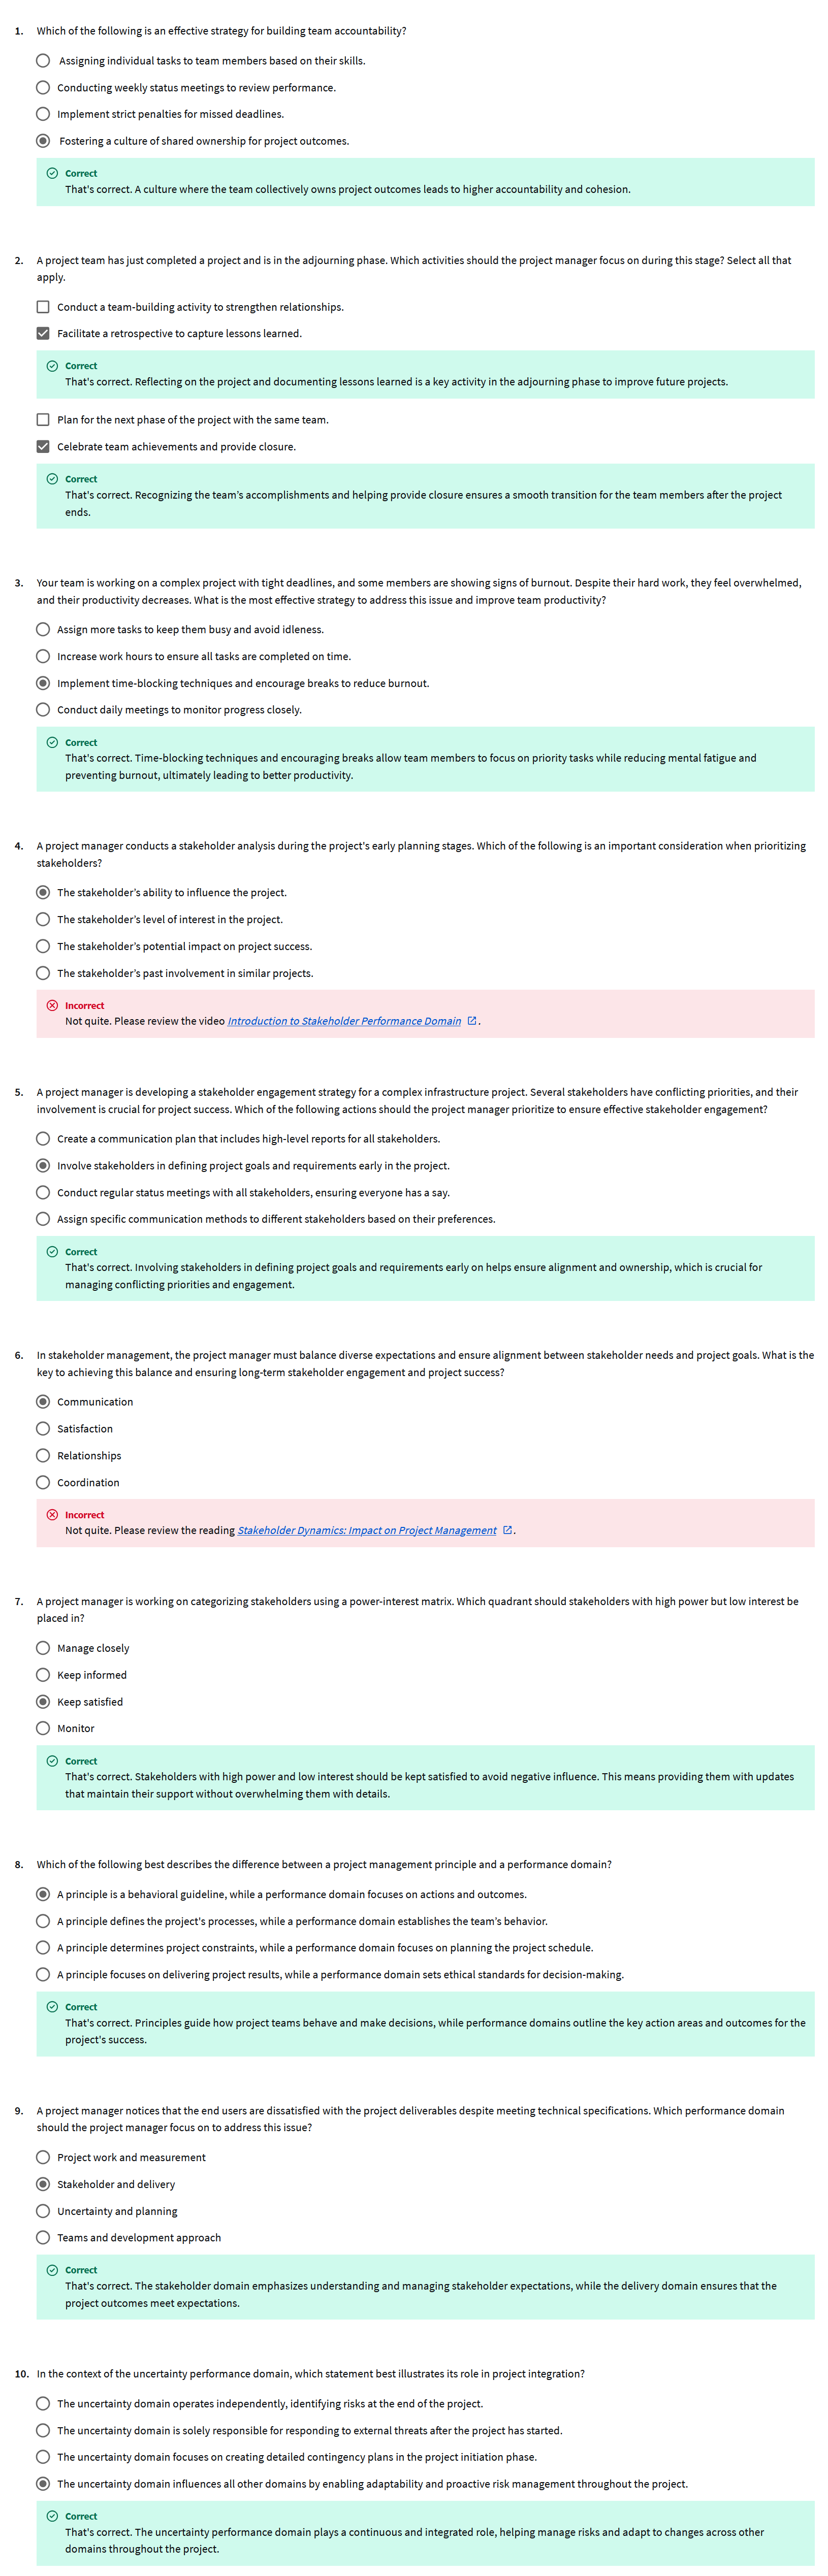 1. Which of the following is an effective strategy for building team accountability?
Assigning individual tasks to team members based on their skills.
Conducting weekly status meetings to review performance.
Implement strict penalties for missed deadlines.
Fostering a culture of shared ownership for project outcomes.
Correct
That's correct. A culture where the team collectively owns project outcomes leads to higher accountability and cohesion.
2. A project team has just completed a project and is in the adjourning phase. Which activities should the project manager focus on during this stage? Select all that
apply.
Conduct a team-building activity to strengthen relationships.
Facilitate a retrospective to capture lessons learned.
Correct
That's correct. Reflecting on the project and documenting lessons learned is a key activity in the adjourning phase to improve future projects.
Plan for the next phase of the project with the same team.
Celebrate team achievements and provide closure.
Correct
That's correct. Recognizing the team's accomplishments and helping provide closure ensures a smooth transition for the team members after the project
ends.
3. Your team is working on a complex project with tight deadlines, and some members are showing signs of burnout. Despite their hard work, they feel overwhelmed,
and their productivity decreases. What is the most effective strategy to address this issue and improve team productivity?
Assign more tasks to keep them busy and avoid idleness.
Increase work hours to ensure all tasks are completed on time.
Implement time-blocking techniques and encourage breaks to reduce burnout.
Conduct daily meetings to monitor progress closely.
Correct
That's correct. Time-blocking techniques and encouraging breaks allow team members to focus on priority tasks while reducing mental fatigue and
preventing burnout, ultimately leading to better productivity.
4. A project manager conducts a stakeholder analysis during the project's early planning stages. Which of the following is an important consideration when prioritizing
stakeholders?
The stakeholder's ability to influence the project.
The stakeholder's level of interest in the project.
The stakeholder's potential impact on project success.
The stakeholder's past involvement in similar projects.
Incorrect
Not quite. Please review the video Introduction to Stakeholder Performance Domain .
5. A project manager is developing a stakeholder engagement strategy for a complex infrastructure project. Several stakeholders have conflicting priorities, and their
involvement is crucial for project success. Which of the following actions should the project manager prioritize to ensure effective stakeholder engagement?
Create a communication plan that includes high-level reports for all stakeholders.
Involve stakeholders in defining project goals and requirements early in the project.
Conduct regular status meetings with all stakeholders, ensuring everyone has a say.
Assign specific communication methods to different stakeholders based on their preferences.
Correct
That's correct. Involving stakeholders in defining project goals and requirements early on helps ensure alignment and ownership, which is crucial for
managing conflicting priorities and engagement.
6. In stakeholder management, the project manager must balance diverse expectations and ensure alignment between stakeholder needs and project goals. What is the
key to achieving this balance and ensuring long-term stakeholder engagement and project success?
Communication
Satisfaction
Relationships
Coordination
Incorrect
Not quite. Please review the reading Stakeholder Dynamics: Impact on Project Management .
7. A project manager is working on categorizing stakeholders using a power-interest matrix. Which quadrant should stakeholders with high power but low interest be
placed in?
Manage closely
Keep informed
Keep satisfied
Monitor
Correct
That's correct. Stakeholders with high power and low interest should be kept satisfied to avoid negative influence. This means providing them with updates
that maintain their support without overwhelming them with details.
8. Which of the following best describes the difference between a project management principle and a performance domain?
A principle is a behavioral guideline, while a performance domain focuses on actions and outcomes.
A principle defines the project's processes, while a performance domain establishes the team's behavior.
A principle determines project constraints, while a performance domain focuses on planning the project schedule.
A principle focuses on delivering project results, while a performance domain sets ethical standards for decision-making.
Correct
That's correct. Principles guide how project teams behave and make decisions, while performance domains outline the key action areas and outcomes for the
project's success.
9. A project manager notices that the end users are dissatisfied with the project deliverables despite meeting technical specifications. Which performance domain
should the project manager focus on to address this issue?
Project work and measurement
Stakeholder and delivery
Uncertainty and planning
Teams and development approach
Correct
That's correct. The stakeholder domain emphasizes understanding and managing stakeholder expectations, while the delivery domain ensures that the
project outcomes meet expectations.
10. In the context of the uncertainty performance domain, which statement best illustrates its role in project integration?
The uncertainty domain operates independently, identifying risks at the end of the project.
The uncertainty domain is solely responsible for responding to external threats after the project has started.
The uncertainty domain focuses on creating detailed contingency plans in the project initiation phase.
The uncertainty domain influences all other domains by enabling adaptability and proactive risk management throughout the project.
Correct
That's correct. The uncertainty performance domain plays a continuous and integrated role, helping manage risks and adapt to changes across other
domains throughout the project.